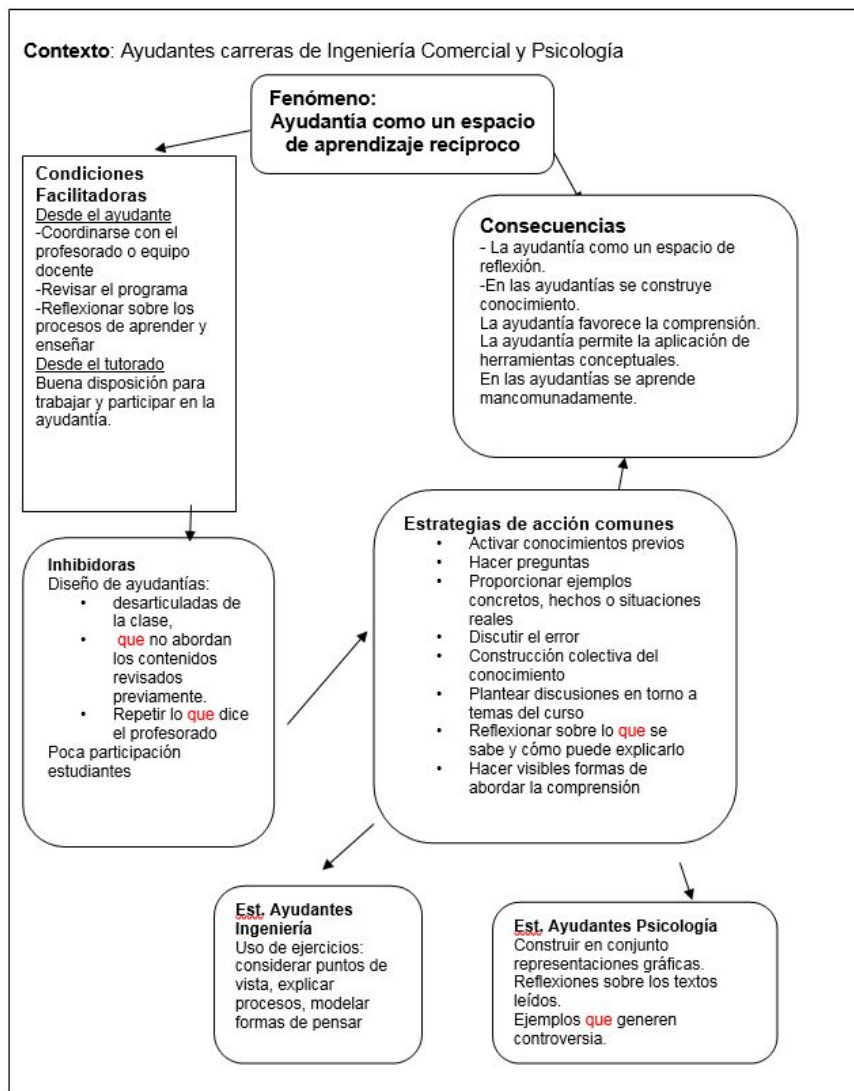 Contexto: Ayudantes carreras de Ingeniería Comercial y Psicología
Fenómeno:
Ayudantía como un espacio
de aprendizaje recíproco
Condiciones
Facilitadoras
Desde el ayudante
-Coordinarse con el
profesorado o equipo
docente
-Revisar el programa
-Reflexionar sobre los
procesos de aprender y
enseñar
Desde el tutorado
Buena disposición para
trabajar y participar en la
ayudantía.
Consecuencias
- La ayudantía como un espacio de
reflexión.
-En las ayudantías se construye
conocimiento.
La ayudantía favorece la comprensión.
La ayudantía permite la aplicación de
herramientas conceptuales.
En las ayudantías se aprende
mancomunadamente.
Inhibidoras
Diseño de ayudantías:
• desarticuladas de
la clase,
• que no abordan
los contenidos
revisados
previamente.
• Repetir lo que dice
el profesorado
Poca participación
estudiantes
Estrategias de acción comunes
• Activar conocimientos previos
• Hacer preguntas
• Proporcionar ejemplos
concretos, hechos o situaciones
reales
• Discutir el error
• Construcción colectiva del
conocimiento
• Plantear discusiones en torno a
temas del curso
• Reflexionar sobre lo que se
sabe y cómo puede explicarlo
• Hacer visibles formas de
abordar la comprensión
Est. Ayudantes
Ingeniería
Uso de ejercicios:
considerar puntos de
vista, explicar
procesos, modelar
formas de pensar
Est. Ayudantes Psicología
Construir en conjunto
representaciones gráficas.
Reflexiones sobre los textos
leídos.
Ejemplos que generen
controversia.